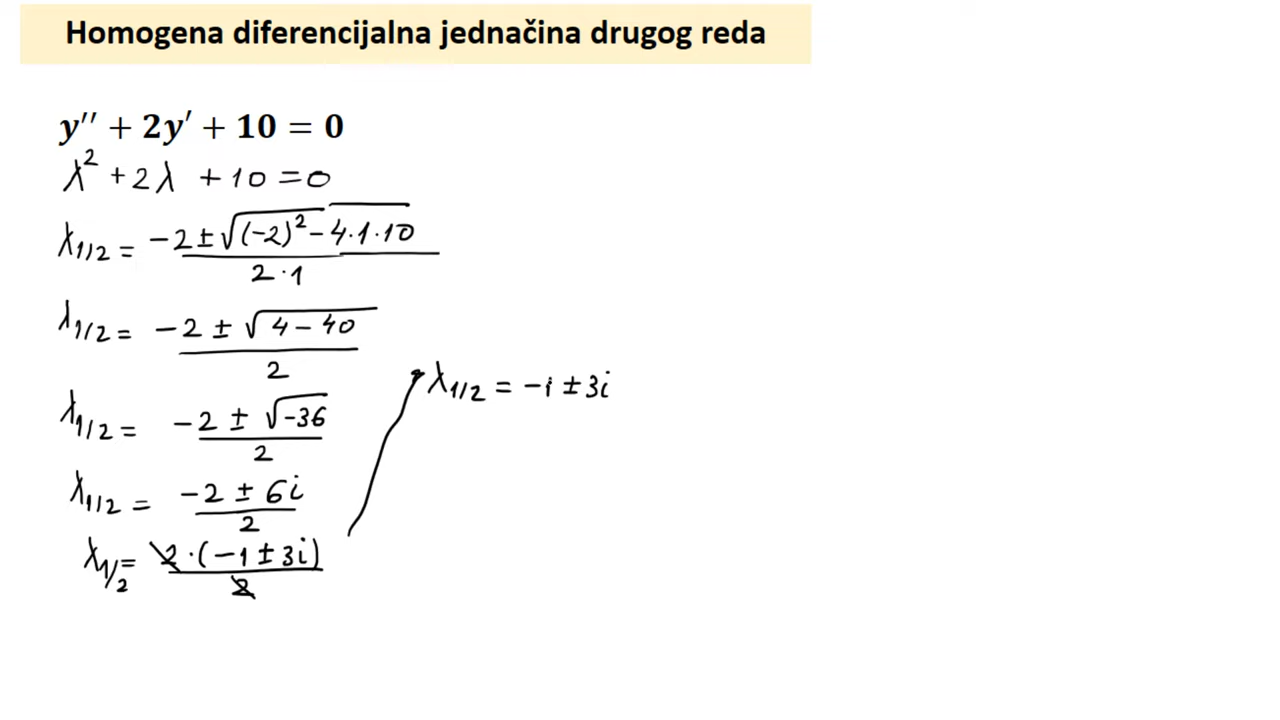 Homogena diferencijalna jednačina drugog reda
y'' + 2y' + 10 = 0
λ² + 2λ + 10 = 0
λ₁/₂ = (-2 ± √((-2)² - 4·1·10)) / (2·1)
λ₁/₂ = (-2 ± √(4 - 40)) / 2
λ₁/₂ = (-2 ± √(-36)) / 2
λ₁/₂ = (-2 ± 6i) / 2
λ₁/₂ = (2·(-1 ± 3i)) / 2
λ₁/₂ = -1 ± 3i